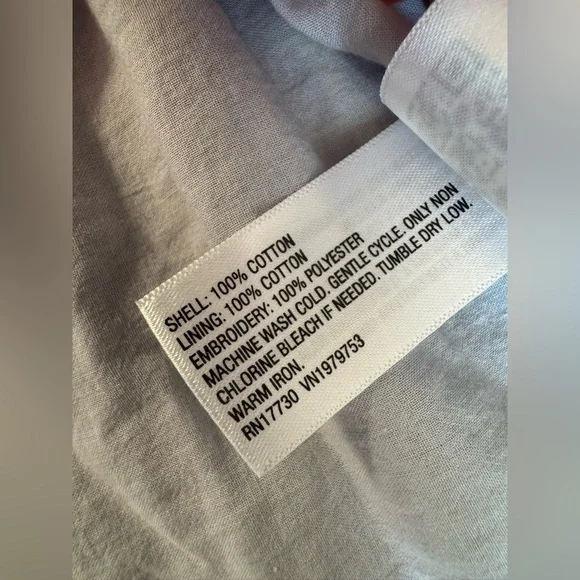 SHELL: 100% COTTON
LINING: 100% COTTON
EMBROIDERY: 100% POLYESTER
MACHINE WASH COLD. GENTLE CYCLE. ONLY NON
CHLORINE BLEACH IF NEEDED. TUMBLE DRY LOW.
WARM IRON.
RN17730 VN1979753